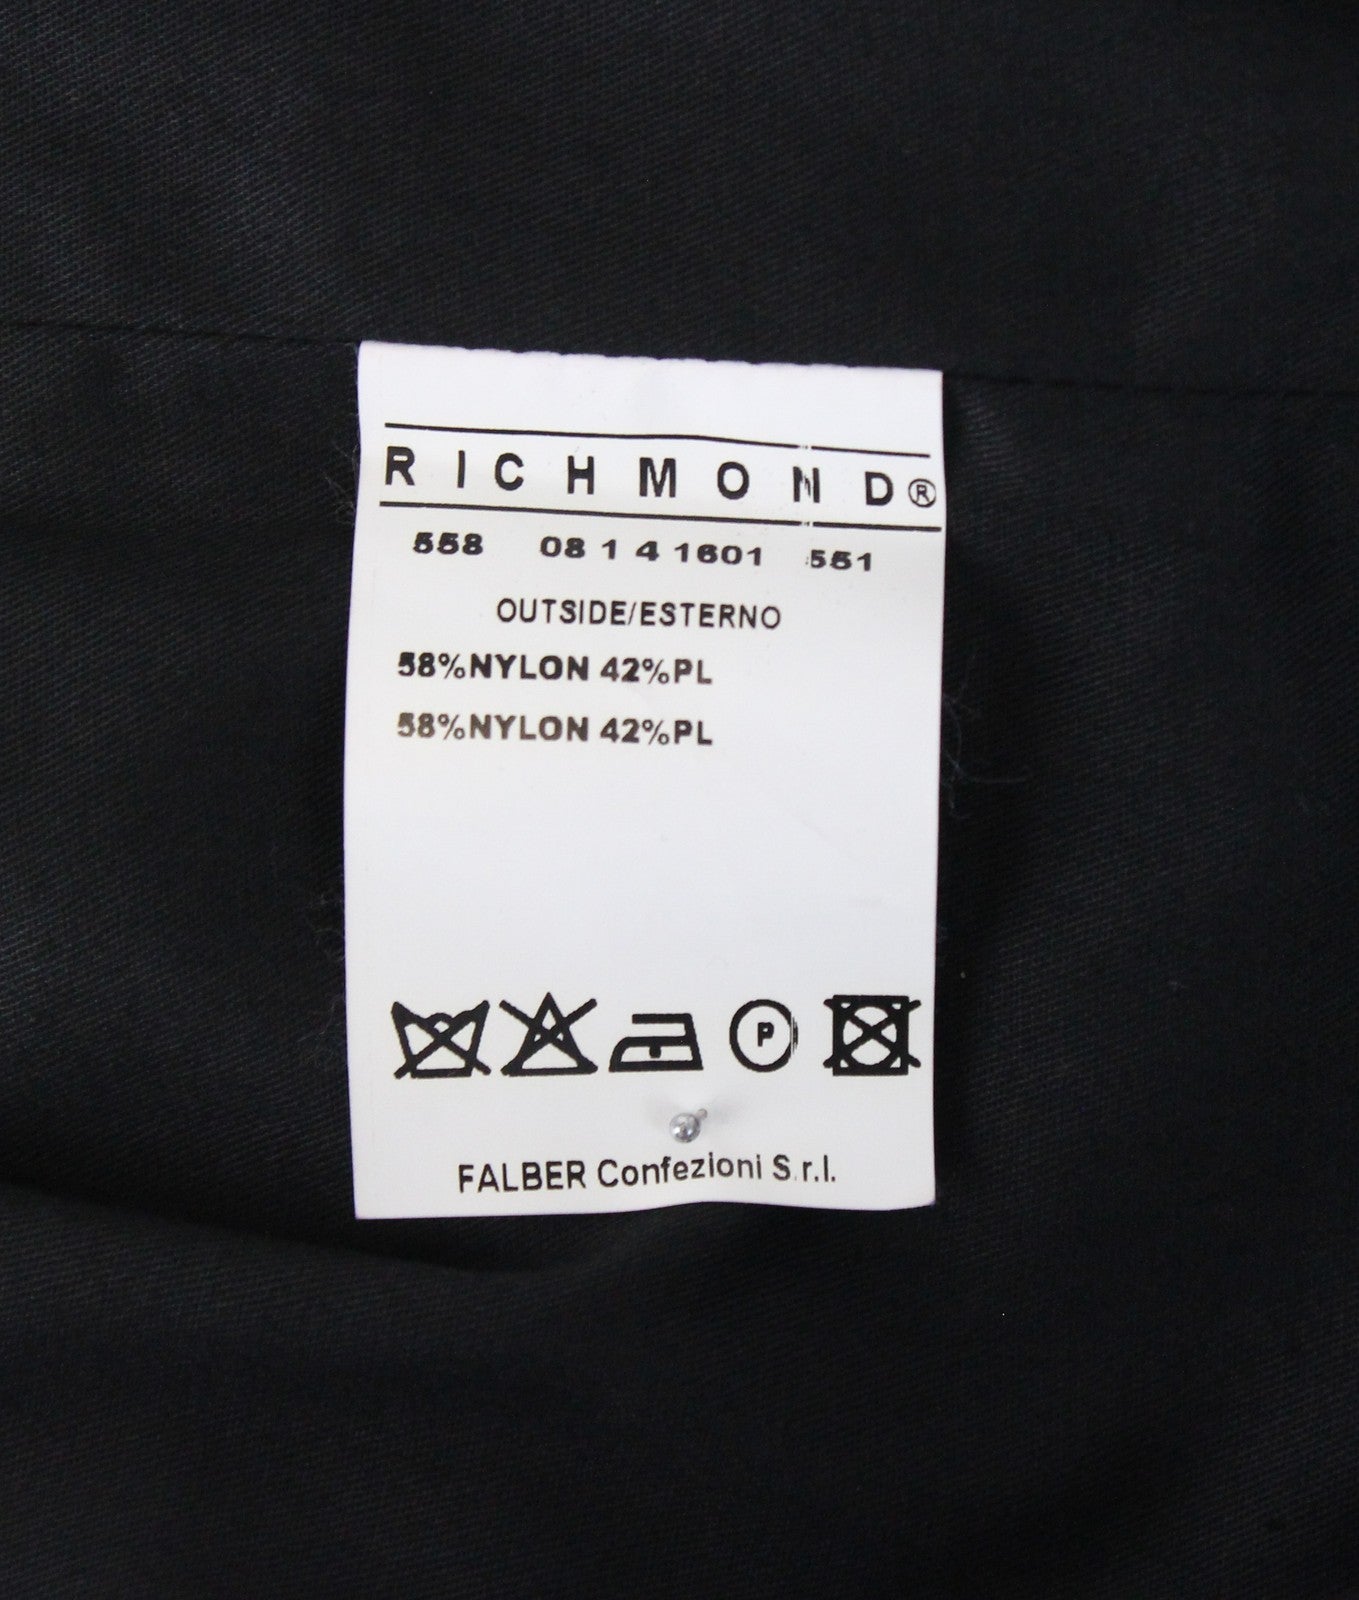 RICHMOND®
558 08 1 4 1601 551
OUTSIDE/ESTERNO
58%NYLON 42%PL
58%NYLON 42%PL
P
FALBER Confezioni S.r.l.